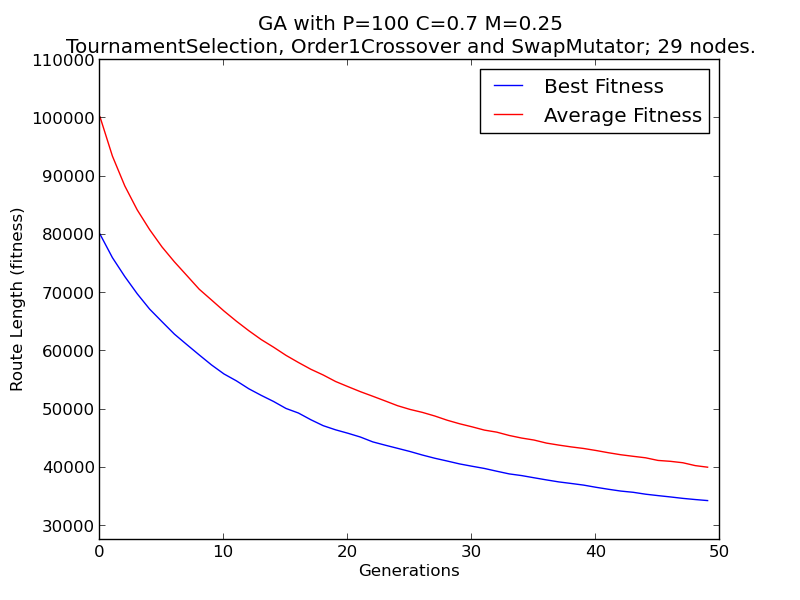 GA with P=100 C=0.7 M=0.25
TournamentSelection, Order1Crossover and SwapMutator; 29 nodes.
Best Fitness
Average Fitness
Route Length (fitness)
110000
100000
90000
80000
70000
60000
50000
40000
30000
0 10 20 30 40 50
Generations